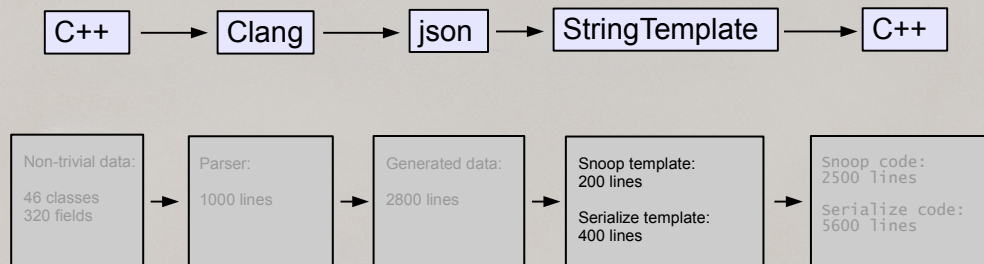 C++
Clang
json
StringTemplate
C++
Non-trivial data:
46 classes
320 fields
Parser:
1000 lines
Generated data:
2800 lines
Snoop template:
200 lines
Serialize template:
400 lines
Snoop code:
2500 lines
Serialize code:
5600 lines